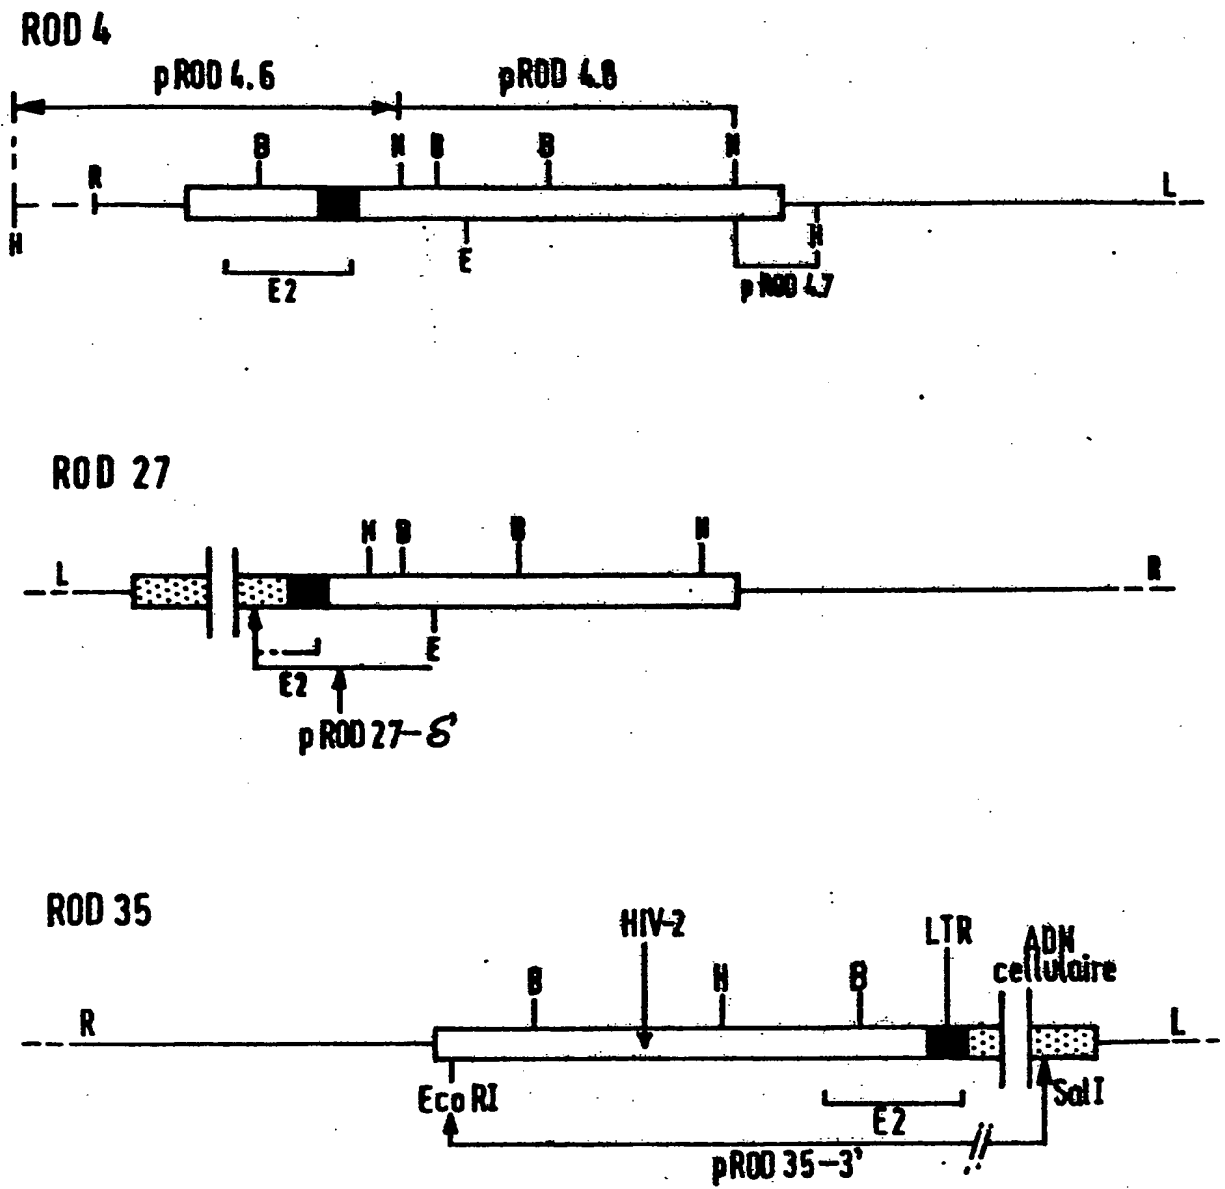 ROD 4
pROD 4.6 pROD 4.8
B H B B H
R L
H E H
E2 pROD 4.7
ROD 27
H B B H
L R
E
E2
pROD 27-
ROD 35
HIV-2 LTR ADN
cellulaire
B H B
R L
EcoRI SalI
E2
pROD 35-3'